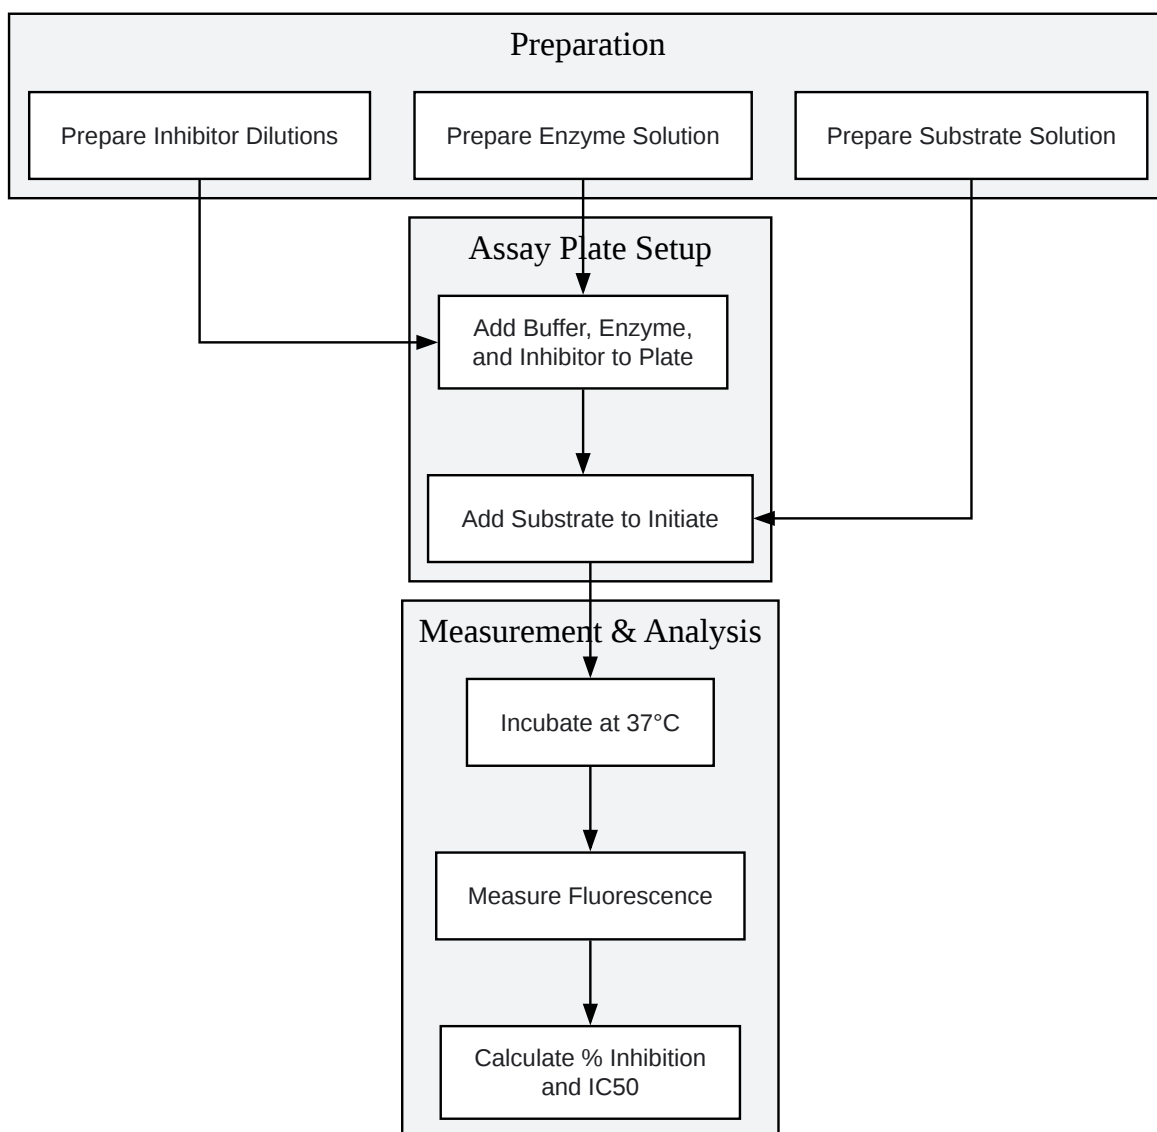 Preparation
Prepare Inhibitor Dilutions
Prepare Enzyme Solution
Prepare Substrate Solution
Assay Plate Setup
Add Buffer, Enzyme,
and Inhibitor to Plate
Add Substrate to Initiate
Measurement & Analysis
Incubate at 37°C
Measure Fluorescence
Calculate % Inhibition
and IC50